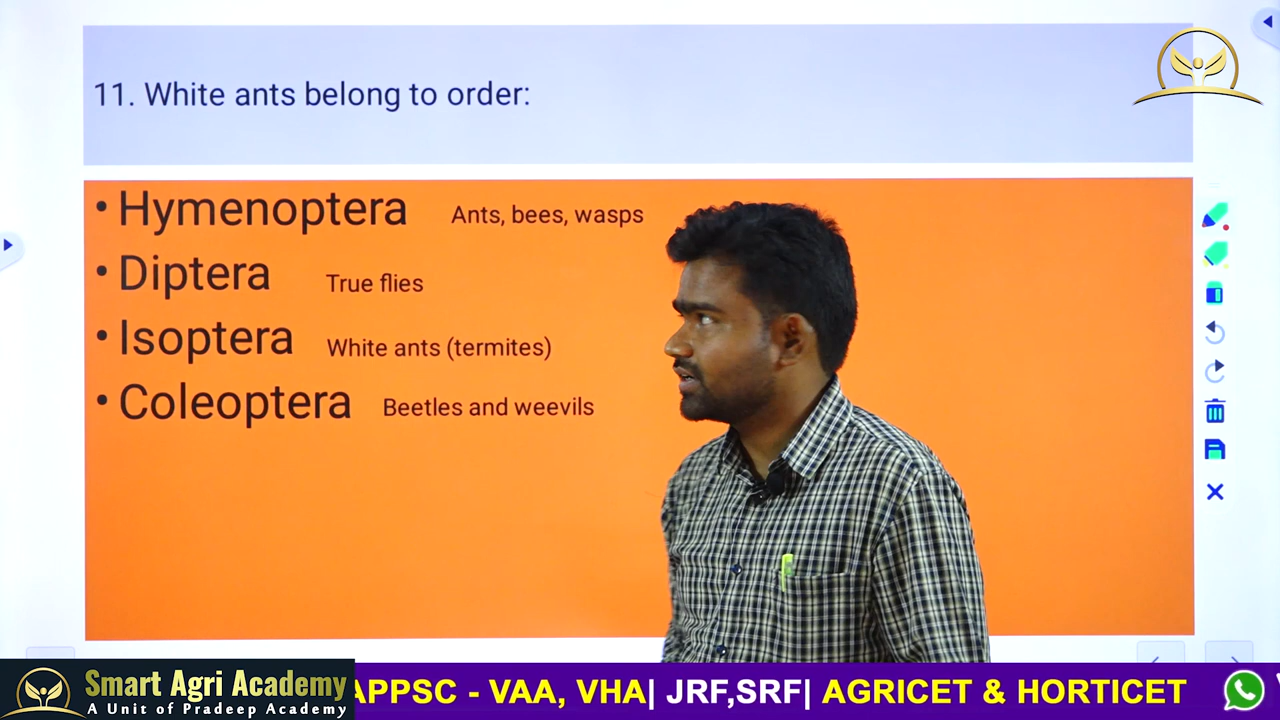 11. White ants belong to order:
• Hymenoptera Ants, bees, wasps
• Diptera True flies
• Isoptera White ants (termites)
• Coleoptera Beetles and weevils
Smart Agri Academy
A Unit of Pradeep Academy
APPSC - VAA, VHA| JRF,SRF| AGRICET & HORTICET